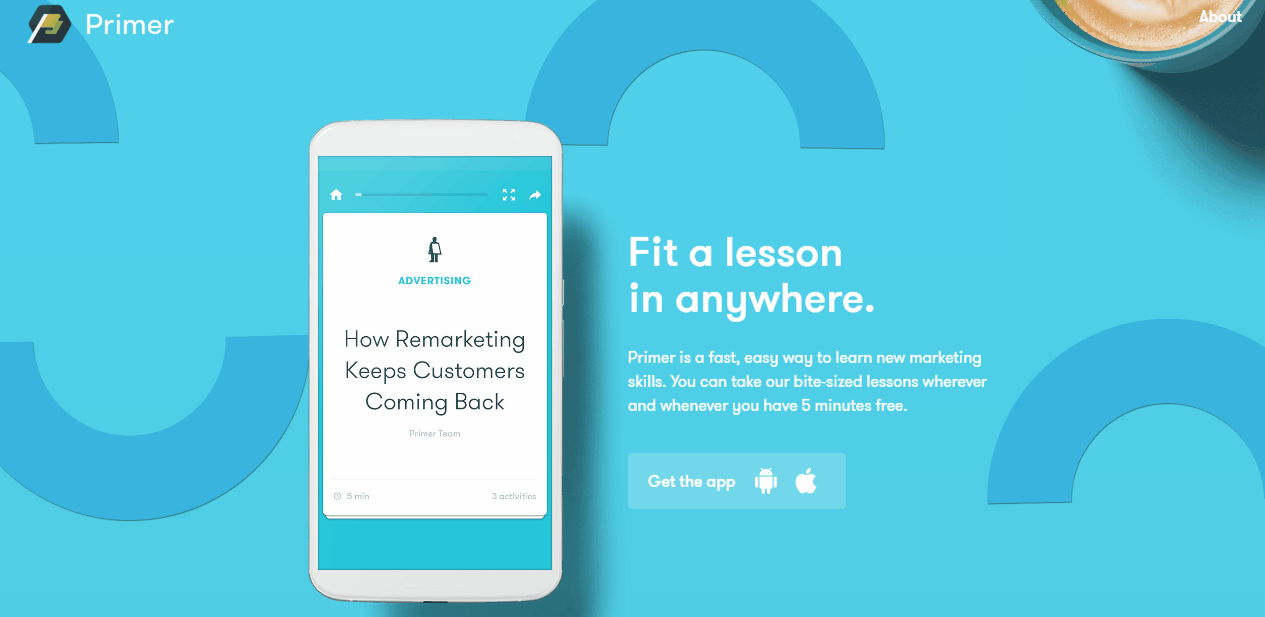 Primer
About
ADVERTISING
How Remarketing
Keeps Customers
Coming Back
Primer Team
5 min
3 activities
Fit a lesson
in anywhere.
Primer is a fast, easy way to learn new marketing
skills. You can take our bite-sized lessons wherever
and whenever you have 5 minutes free.
Get the app